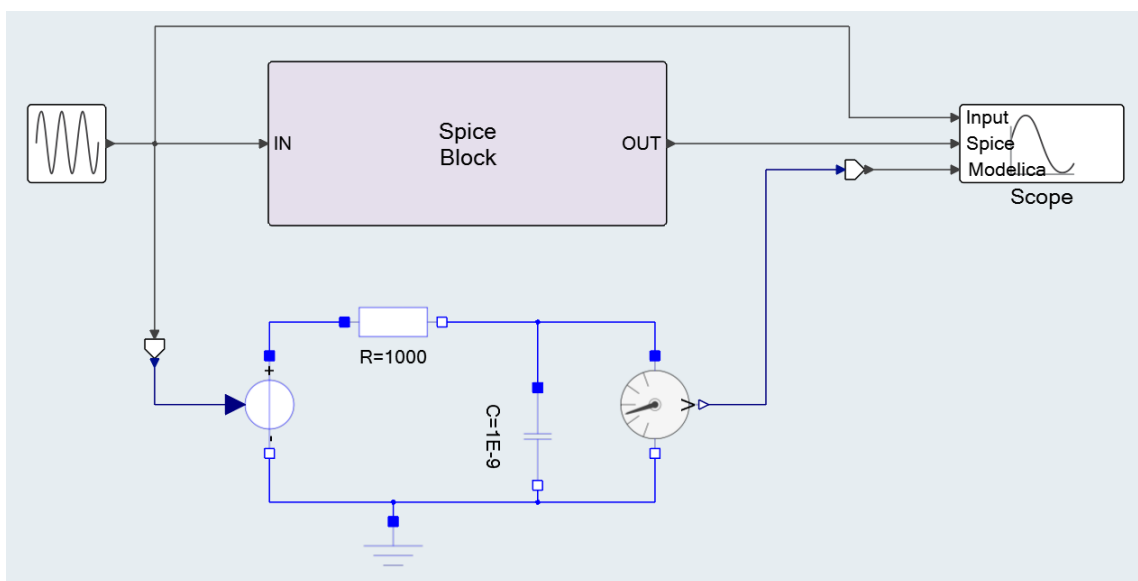 Input
Spice
Block
IN
OUT
Spice
Modelica
Scope
R=1000
+
-
C=1E-9
V